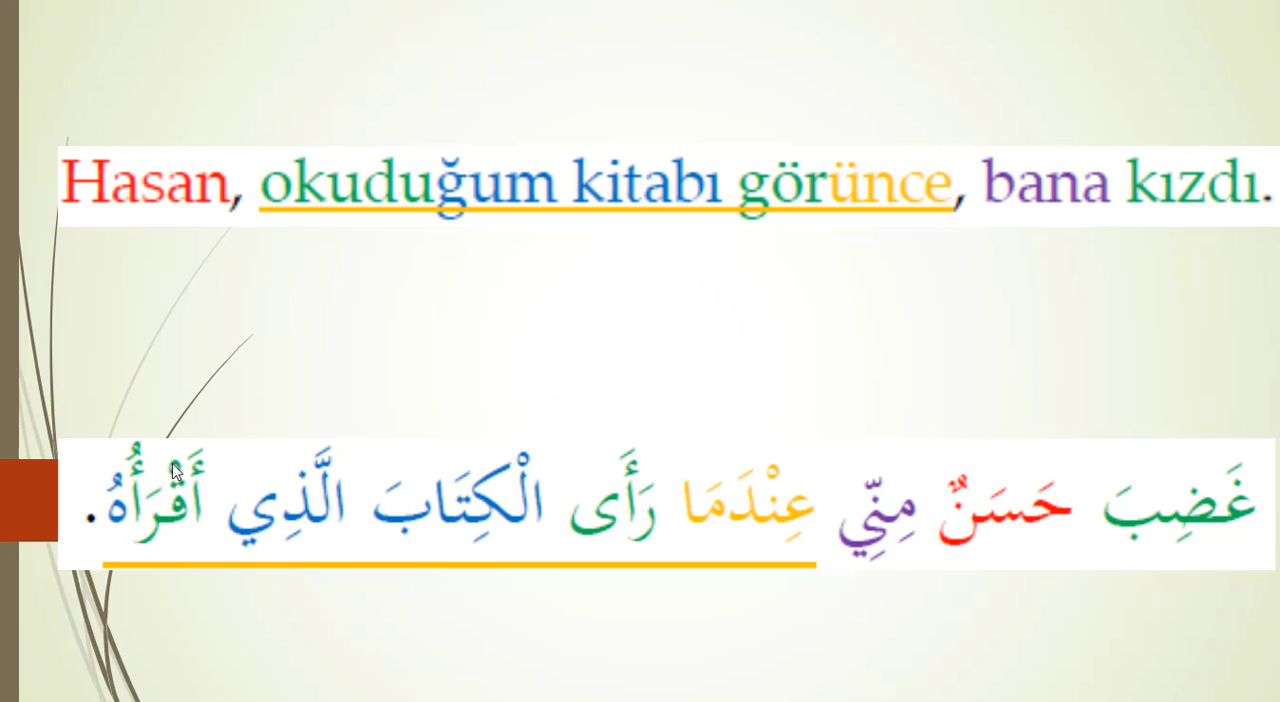 Hasan, okuduğum kitabı görünce, bana kızdı.
غَضِبَ حَسَنٌ مِنِّي عِنْدَمَا رَأَى الْكِتَابَ الَّذِي أَقْرَأُهُ.